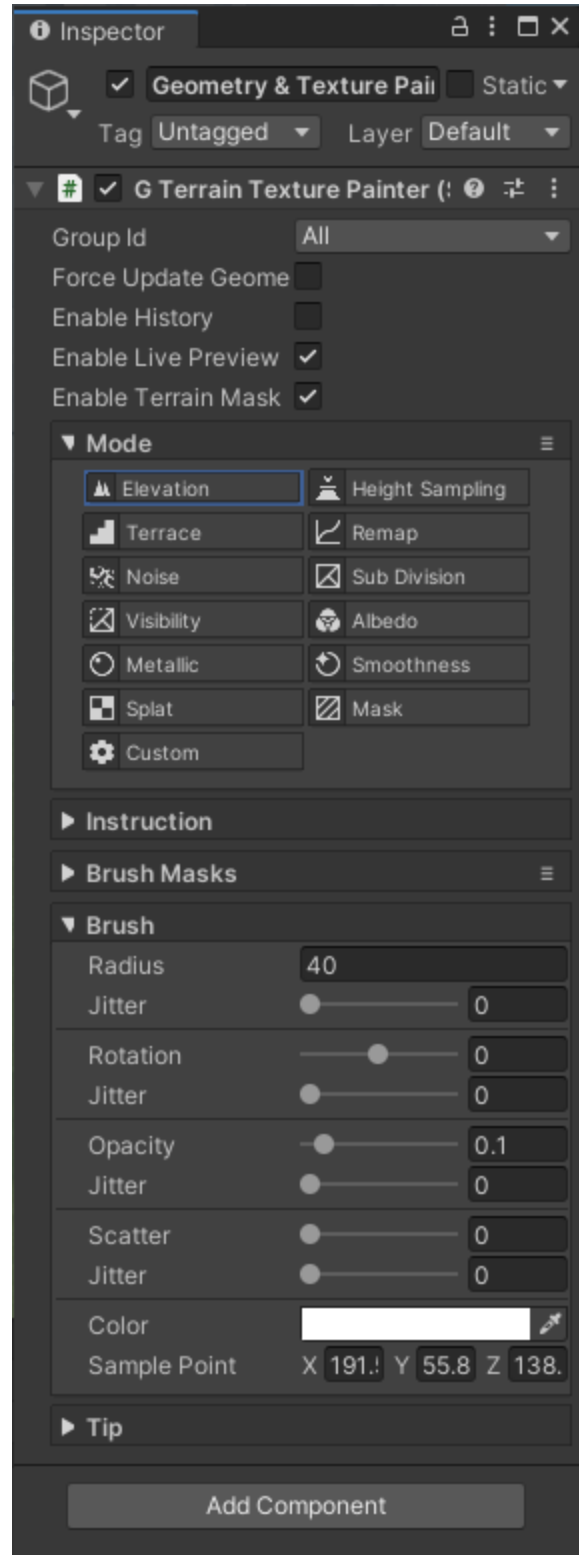 Inspector
Geometry & Texture Pai Static
Tag Untagged Layer Default
# G Terrain Texture Painter (
Group Id All
Force Update Geome
Enable History
Enable Live Preview
Enable Terrain Mask
Mode
Elevation Height Sampling
Terrace Remap
Noise Sub Division
Visibility Albedo
Metallic Smoothness
Splat Mask
Custom
Instruction
Brush Masks
Brush
Radius 40
Jitter 0
Rotation 0
Jitter 0
Opacity 0.1
Jitter 0
Scatter 0
Jitter 0
Color
Sample Point X 191. Y 55.8 Z 138.
Tip
Add Component